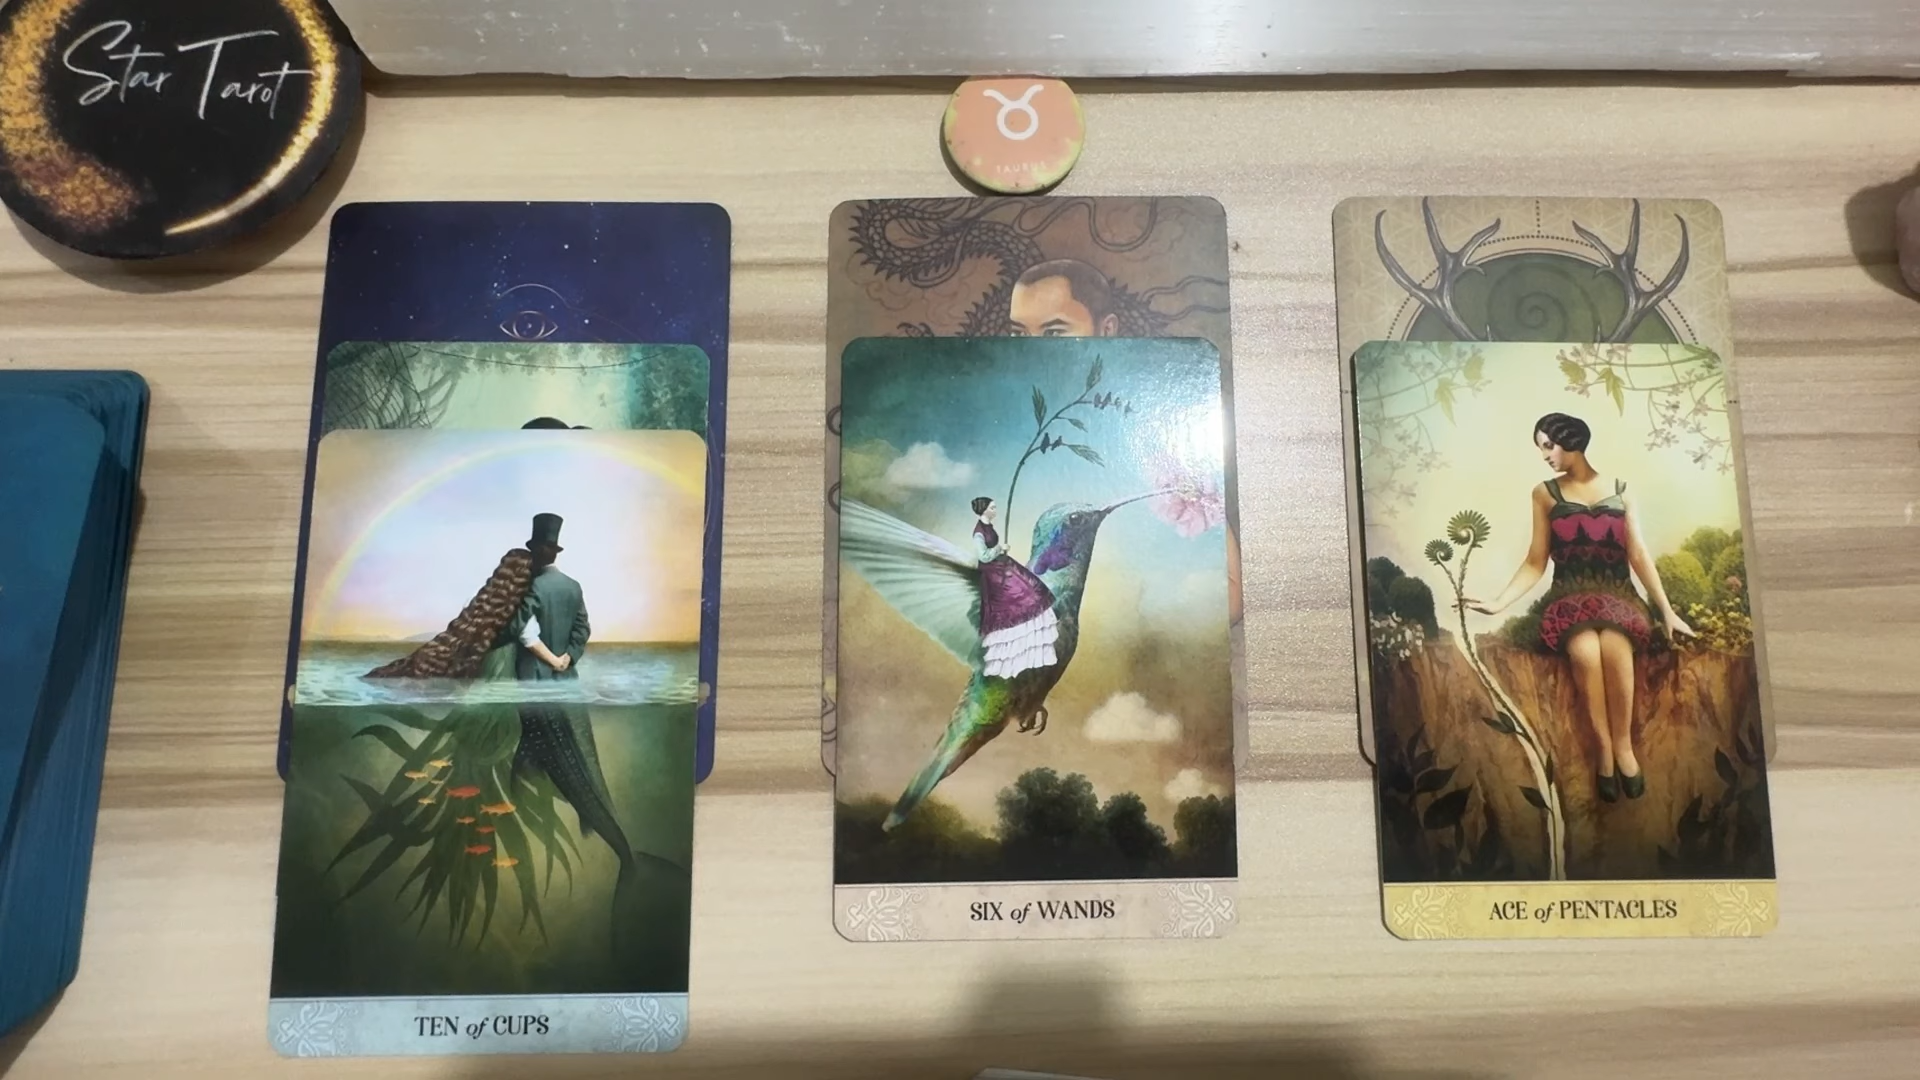 Star Tarot
TAURUS
TEN of CUPS
SIX of WANDS
ACE of PENTACLES